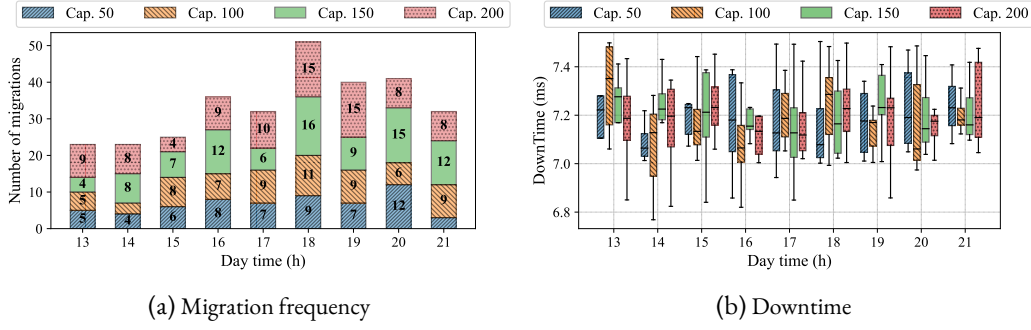 Cap. 50 Cap. 100 Cap. 150 Cap. 200
Number of migrations
50
40
30
20
10
0
9 8 4 9 10 15 15 8 8
4 8 7 12 6 16 9 15 12
5 8 7 9 11 9 6 9
5 4 6 8 7 9 7 12
13 14 15 16 17 18 19 20 21
Day time (h)
(a) Migration frequency
Cap. 50 Cap. 100 Cap. 150 Cap. 200
DownTime (ms)
7.4
7.2
7.0
6.8
13 14 15 16 17 18 19 20 21
Day time (h)
(b) Downtime